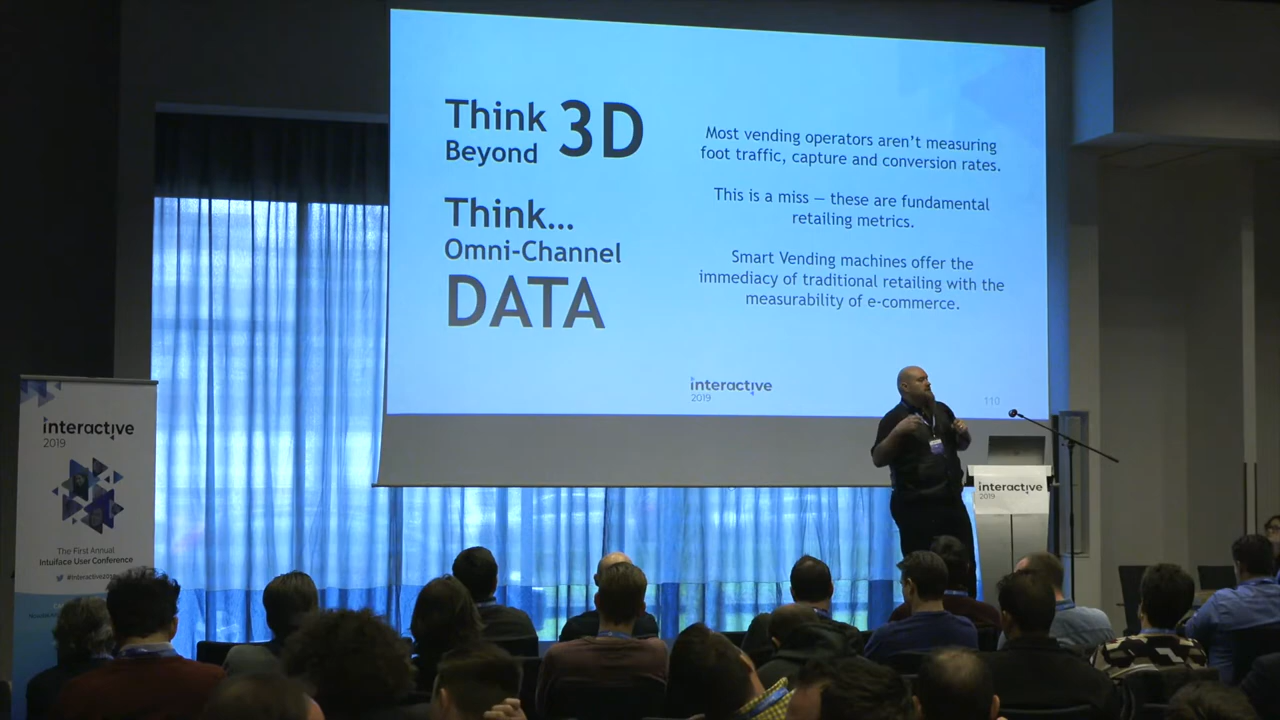 Think 3D
Beyond
Think...
Omni-Channel
DATA
Most vending operators aren't measuring
foot traffic, capture and conversion rates.
This is a miss — these are fundamental
retailing metrics.
Smart Vending machines offer the
immediacy of traditional retailing with the
measurability of e-commerce.
interactive
2019
110
interactive
2019
The First Annual
Intuiface User Conference
interactive
2019